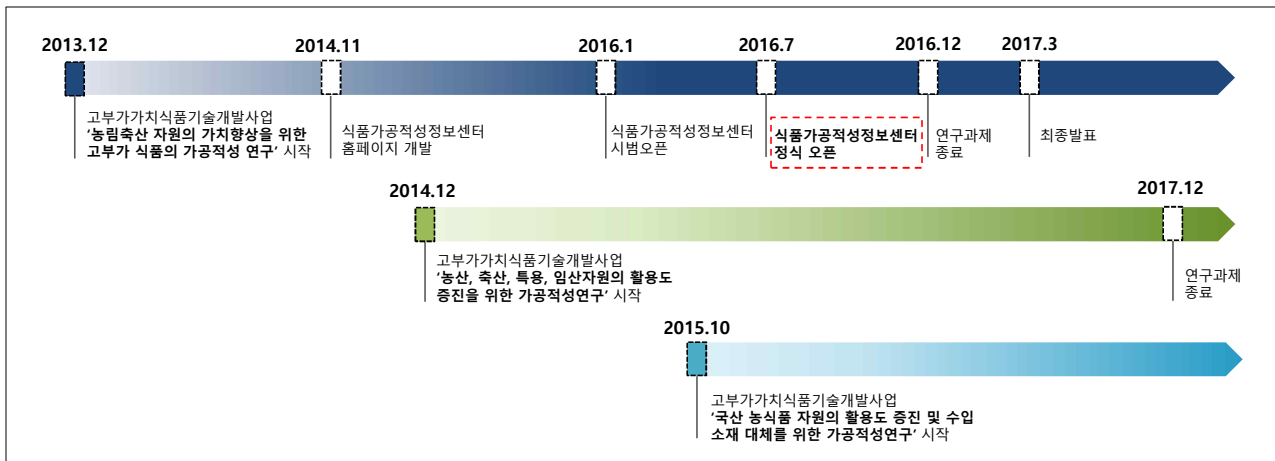 2013.12
2014.11
2016.1
2016.7
2016.12
2017.3
고부가가치식품기술개발사업
‘농림축산 자원의 가치향상을 위한
고부가 식품의 가공적성 연구’ 시작
식품가공적성정보센터
홈페이지 개발
식품가공적성정보센터
시범오픈
식품가공적성정보센터
정식 오픈
연구과제
종료
최종발표
2014.12
2017.12
고부가가치식품기술개발사업
‘농산, 축산, 특용, 임산자원의 활용도
증진을 위한 가공적성연구’ 시작
연구과제
종료
2015.10
고부가가치식품기술개발사업
‘국산 농식품 자원의 활용도 증진 및 수입
소재 대체를 위한 가공적성연구’ 시작